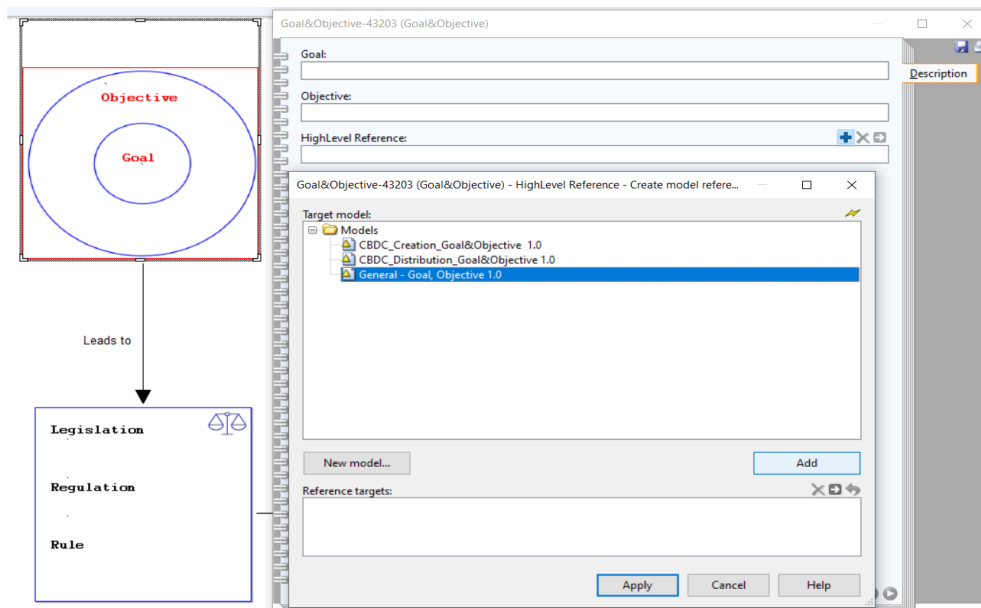 Objective
Goal
Leads to
Legislation
Regulation
Rule
Goal&Objective-43203 (Goal&Objective)
Goal:
Objective:
HighLevel Reference:
Description
Goal&Objective-43203 (Goal&Objective) - HighLevel Reference - Create model refere...
Target model:
Models
CBDC_Creation_Goal&Objective 1.0
CBDC_Distribution_Goal&Objective 1.0
General - Goal, Objective 1.0
New model...
Add
Reference targets:
Apply
Cancel
Help